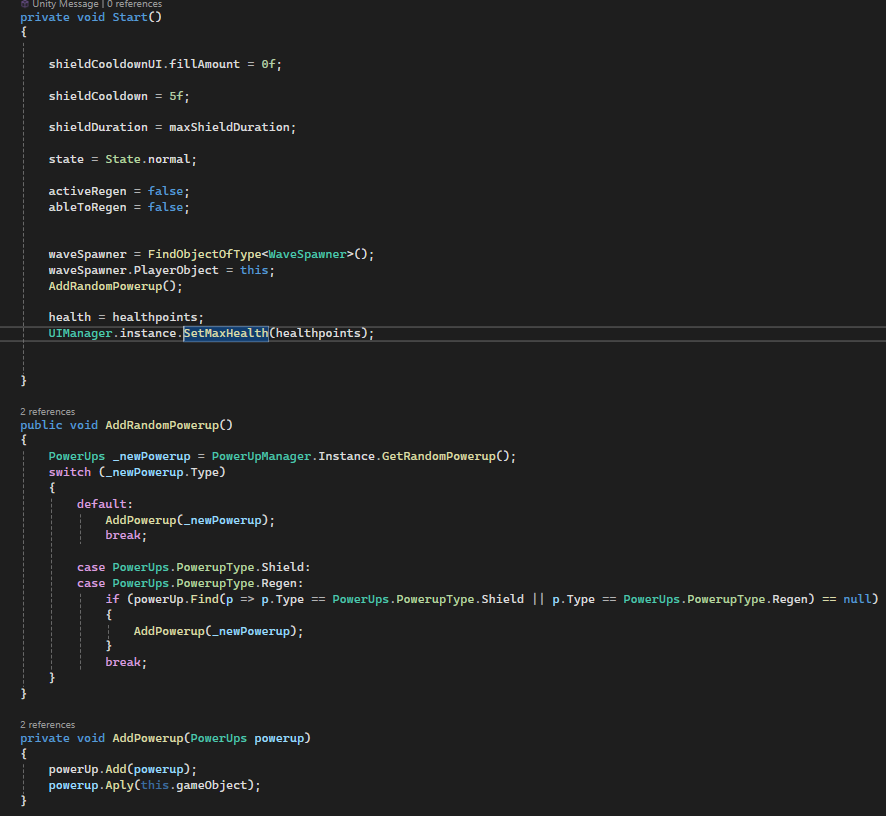 Unity Message | 0 references
private void Start()
{
shieldCooldownUI.fillAmount = 0f;
shieldCooldown = 5f;
shieldDuration = maxShieldDuration;
state = State.normal;
activeRegen = false;
ableToRegen = false;
waveSpawner = FindObjectOfType<WaveSpawner>();
waveSpawner.PlayerObject = this;
AddRandomPowerup();
health = healthpoints;
UIManager.instance.SetMaxHealth(healthpoints);
}
2 references
public void AddRandomPowerup()
{
PowerUps _newPowerup = PowerUpManager.Instance.GetRandomPowerup();
switch (_newPowerup.Type)
{
default:
AddPowerup(_newPowerup);
break;
case PowerUps.PowerupType.Shield:
case PowerUps.PowerupType.Regen:
if (powerUp.Find(p => p.Type == PowerUps.PowerupType.Shield || p.Type == PowerUps.PowerupType.Regen) == null)
{
AddPowerup(_newPowerup);
}
break;
}
}
2 references
private void AddPowerup(PowerUps powerup)
{
powerUp.Add(powerup);
powerup.Aply(this.gameObject);
}